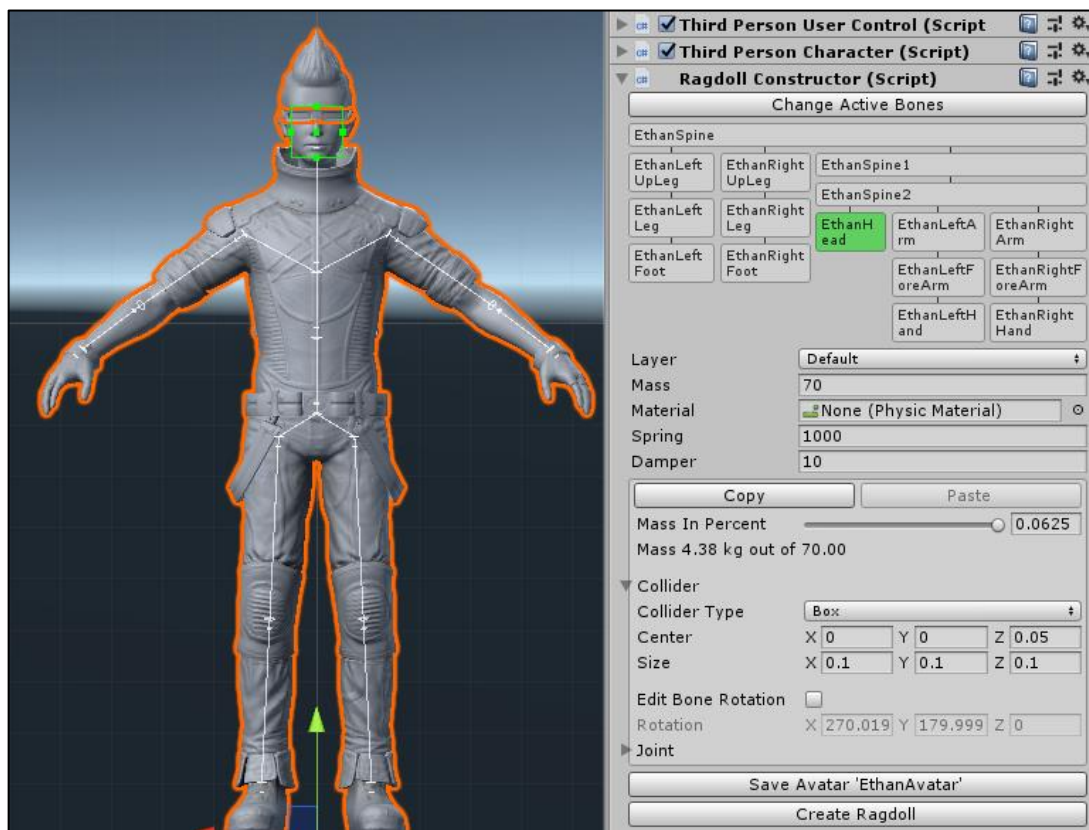 Third Person User Control (Script
Third Person Character (Script)
Ragdoll Constructor (Script)
Change Active Bones
EthanSpine
EthanLeft
UpLeg
EthanRight
UpLeg
EthanSpine1
EthanSpine2
EthanLeft
Leg
EthanRight
Leg
EthanH
ead
EthanLeftA
rm
EthanRight
Arm
EthanLeft
Foot
EthanRight
Foot
EthanLeftF
oreArm
EthanRightF
oreArm
EthanLeftH
and
EthanRight
Hand
Layer Default
Mass 70
Material None (Physic Material)
Spring 1000
Damper 10
Copy Paste
Mass In Percent 0.0625
Mass 4.38 kg out of 70.00
Collider
Collider Type Box
Center X 0 Y 0 Z 0.05
Size X 0.1 Y 0.1 Z 0.1
Edit Bone Rotation
Rotation X 270.019 Y 179.999 Z 0
Joint
Save Avatar 'EthanAvatar'
Create Ragdoll